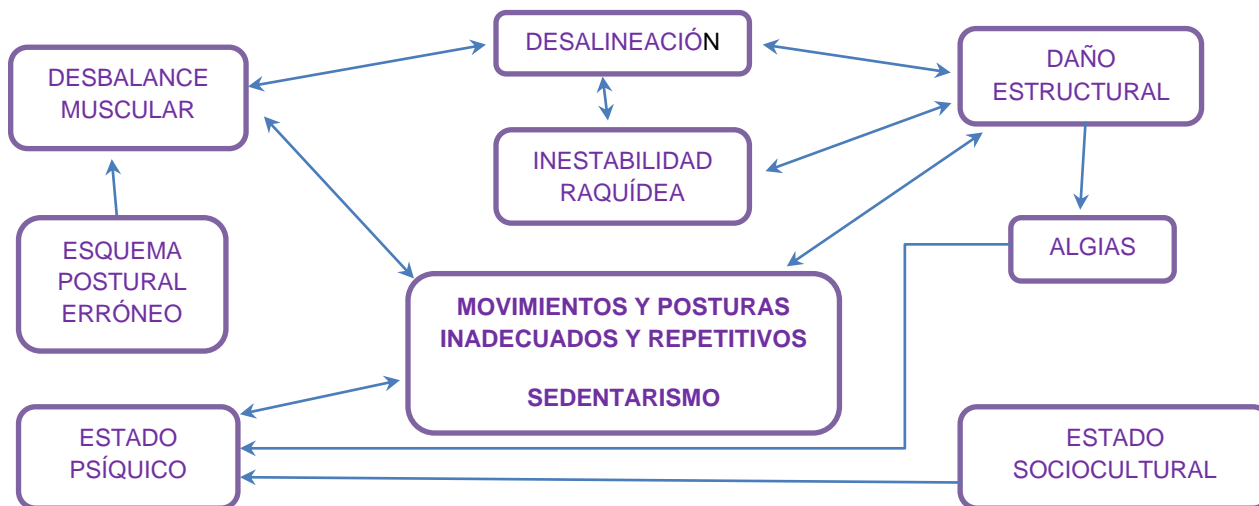 DESALINEACIÓN
DESBALANCE
MUSCULAR
DAÑO
ESTRUCTURAL
INESTABILIDAD
RAQUÍDEA
ESQUEMA
POSTURAL
ERRÓNEO
ALGIAS
MOVIMIENTOS Y POSTURAS
INADECUADOS Y REPETITIVOS
SEDENTARISMO
ESTADO
PSÍQUICO
ESTADO
SOCIOCULTURAL